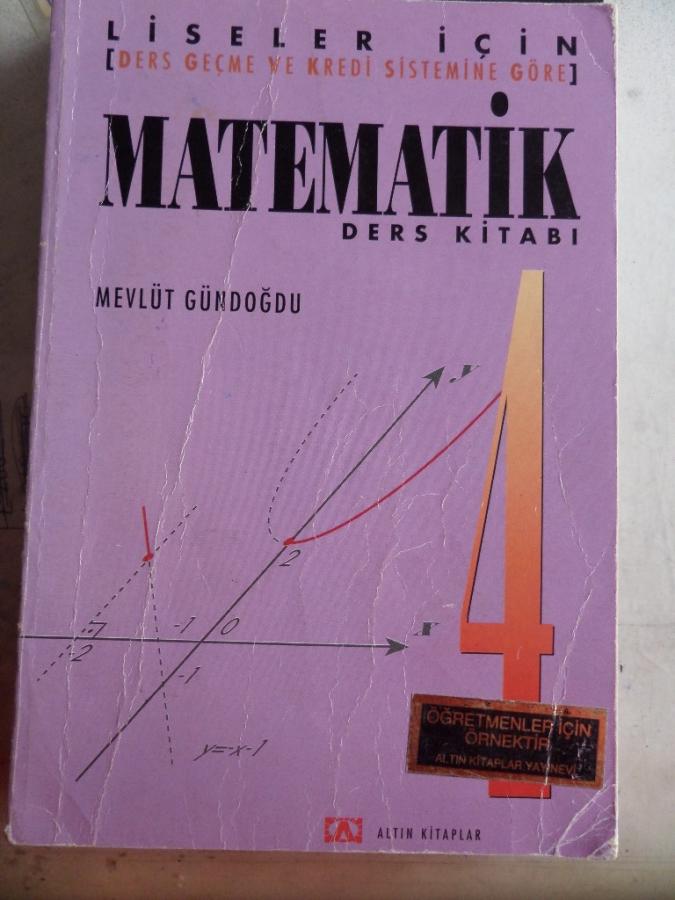 LİSELER İÇİN
[DERS GEÇME VE KREDİ SİSTEMİNE GÖRE]
MATEMATİK
DERS KİTABI
MEVLÜT GÜNDOĞDU
4
y
2
-1
0
x
-2
-1
y=-x-1
ÖĞRETMENLER İÇİN
ÖRNEKTİR
ALTIN KİTAPLAR YAYINEVİ
ALTIN KİTAPLAR